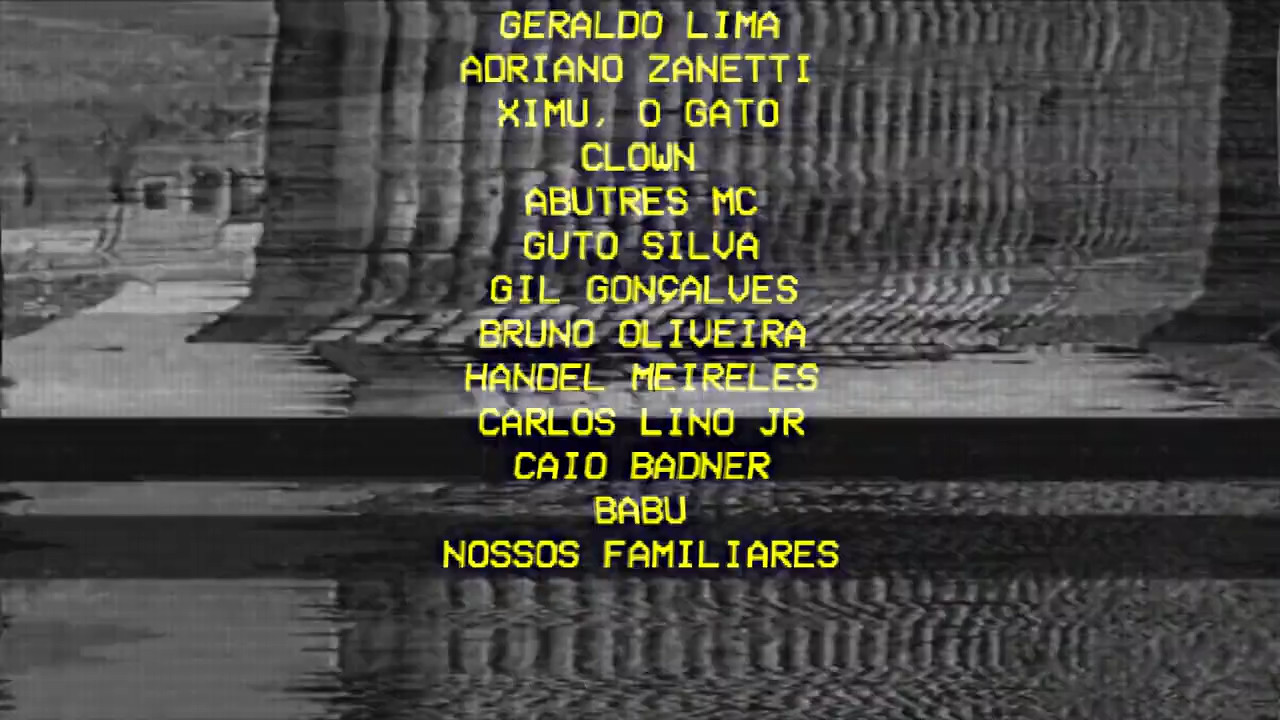 GERALDO LIMA
ADRIANO ZANETTI
XIMU, O GATO
CLOWN
ABUTRES MC
GUTO SILVA
GIL GONÇALVES
BRUNO OLIVEIRA
HANDEL MEIRELES
CARLOS LINO JR
CAIO BADNER
BABU
NOSSOS FAMILIARES